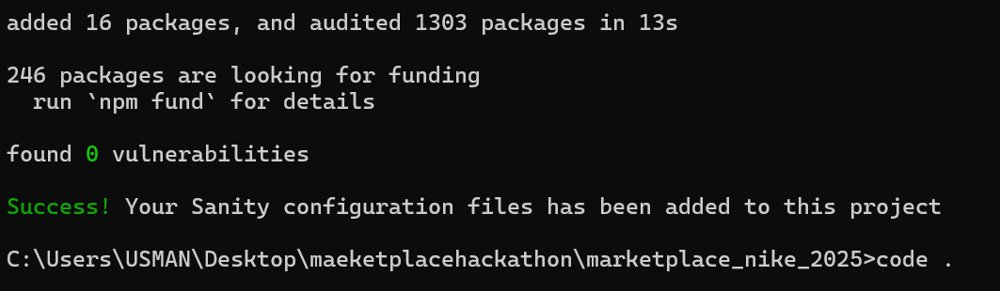 added 16 packages, and audited 1303 packages in 13s
246 packages are looking for funding
  run `npm fund` for details
found 0 vulnerabilities
Success! Your Sanity configuration files has been added to this project
C:\Users\USMAN\Desktop\maeketplacehackathon\marketplace_nike_2025>code .